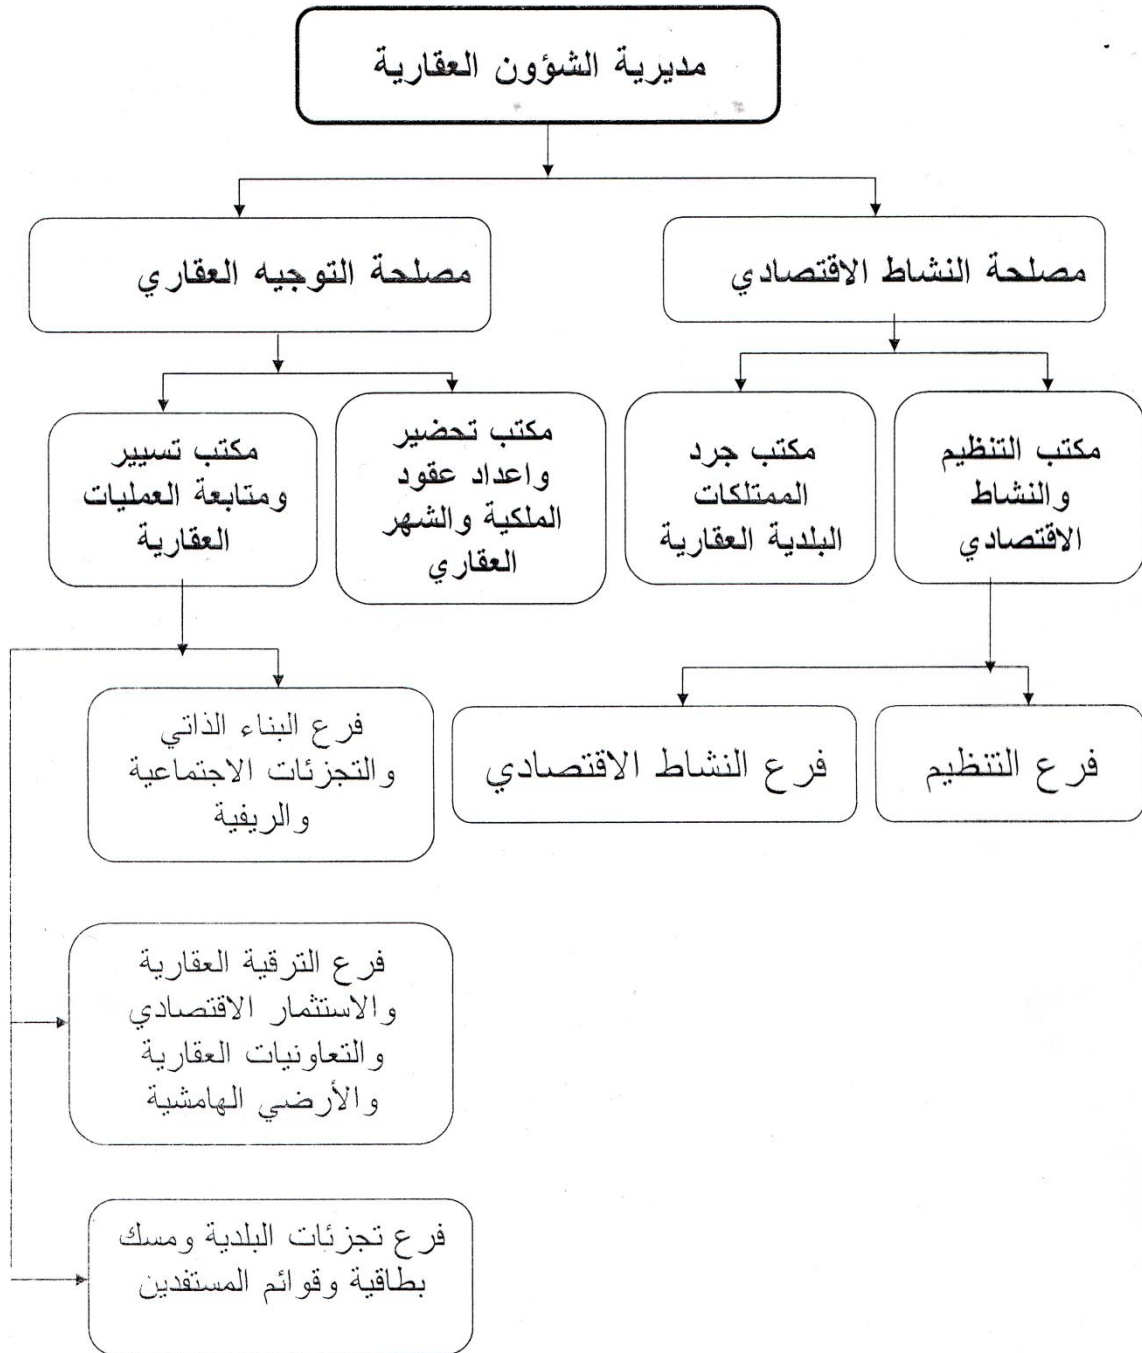 مديرية الشؤون العقارية
مصلحة النشاط الاقتصادي
مصلحة التوجيه العقاري
مكتب التنظيم
والنشاط
الاقتصادي
مكتب جرد
الممتلكات
البلدية العقارية
مكتب تحضير
واعداد عقود
الملكية والشهر
العقاري
مكتب تسيير
ومتابعة العمليات
العقارية
فرع التنظيم
فرع النشاط الاقتصادي
فرع البناء الذاتي
والتجزئات الاجتماعية
والريفية
فرع الترقية العقارية
والاستثمار الاقتصادي
والتعاونيات العقارية
والأرضي الهامشية
فرع تجزئات البلدية ومسك
بطاقية وقوائم المستفدين